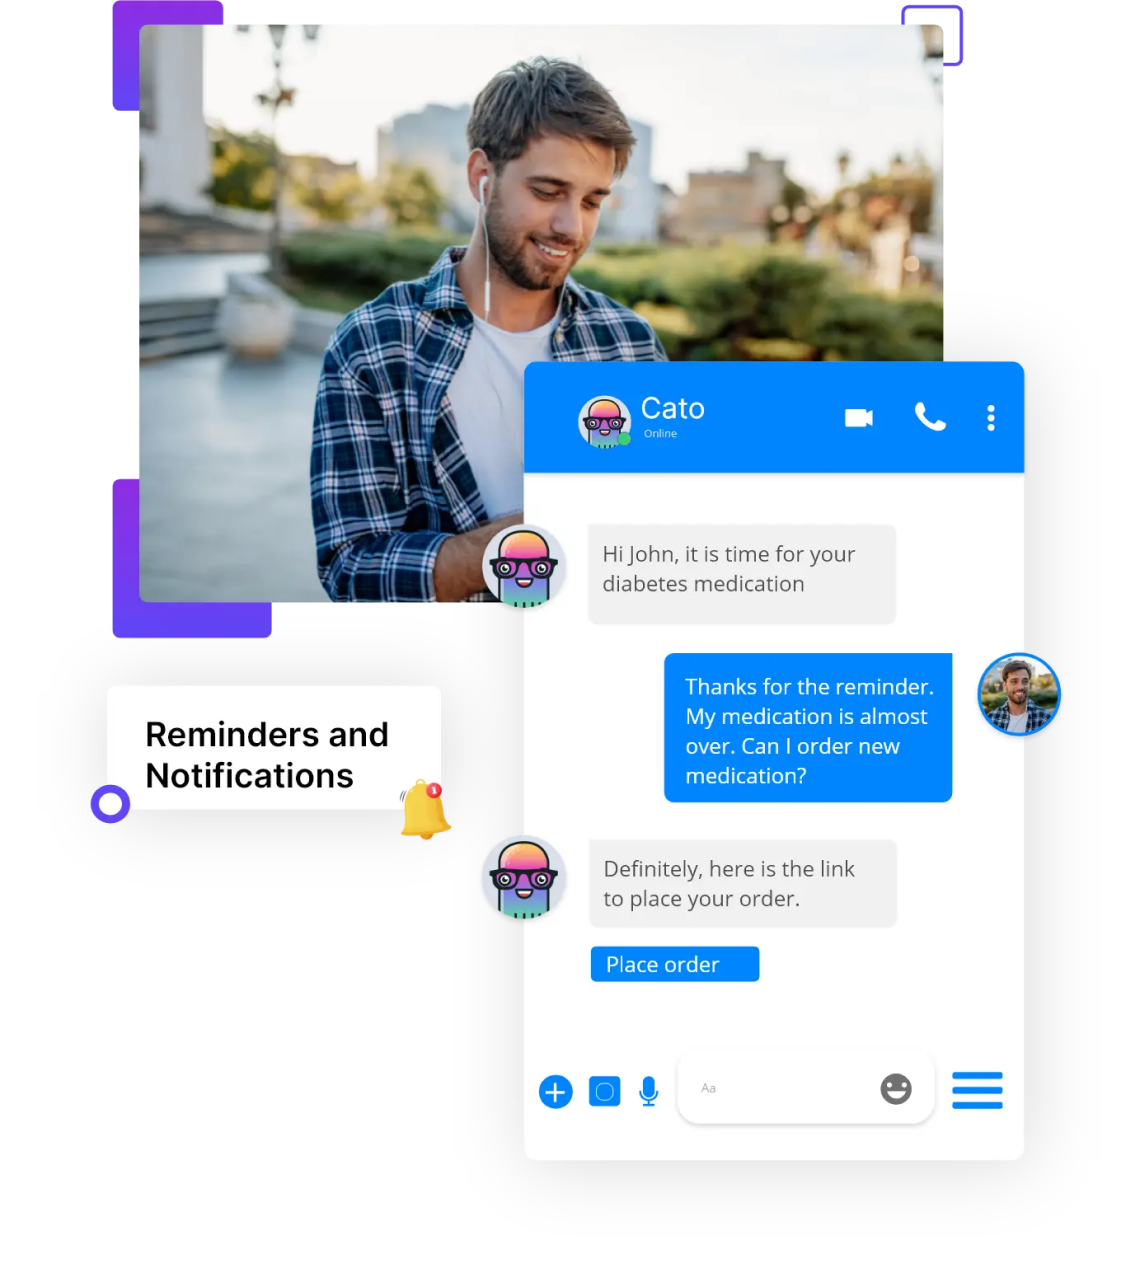 Cato
Online
Hi John, it is time for your
diabetes medication
Thanks for the reminder.
My medication is almost
over. Can I order new
medication?
Reminders and
Notifications
1
Definitely, here is the link
to place your order.
Place order
Aa